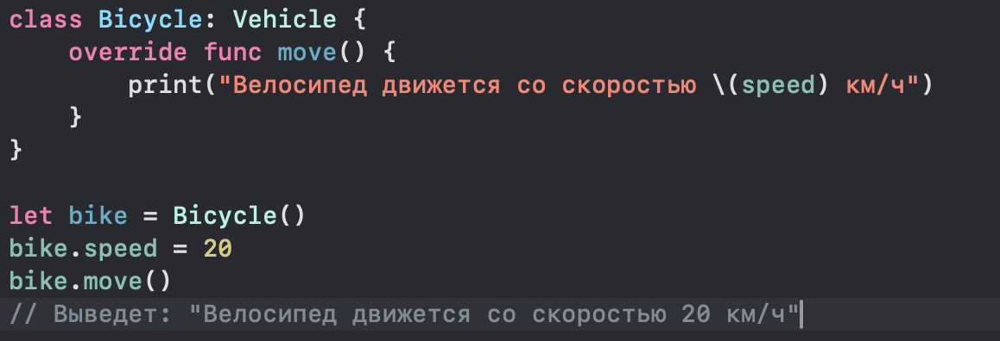 class Bicycle: Vehicle {
    override func move() {
        print("Велосипед движется со скоростью \(speed) км/ч")
    }
}

let bike = Bicycle()
bike.speed = 20
bike.move()
// Выведет: "Велосипед движется со скоростью 20 км/ч"